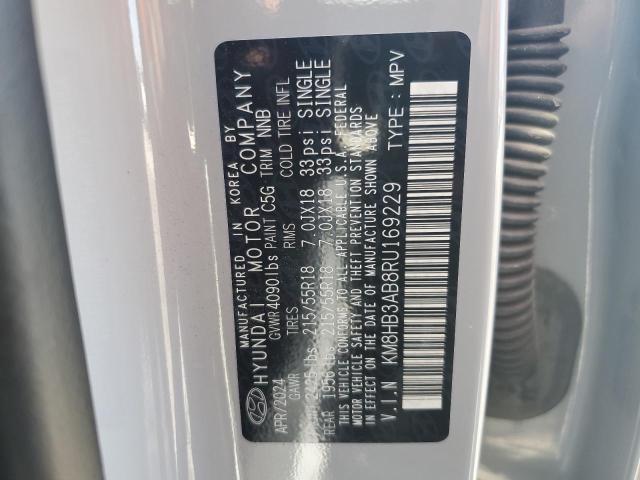 MANUFACTURED IN KOREA BY
HYUNDAI MOTOR COMPANY
APR/2024 GVWR 4090lbs PAINT C5G TRIM NNB
GAWR TIRES RIMS COLD TIRE INFL
lbs 215/55R18 7.0JX18 33psi SINGLE
REAR lbs 215/55R18 7.0JX18 33psi SINGLE
THIS VEHICLE CONFORMS TO ALL APPLICABLE U.S.A. FEDERAL
MOTOR VEHICLE SAFETY AND THEFT PREVENTION STANDARDS
IN EFFECT ON THE DATE OF MANUFACTURE SHOWN ABOVE
V.I.N KM8HB3AB8RU169229 TYPE : MPV